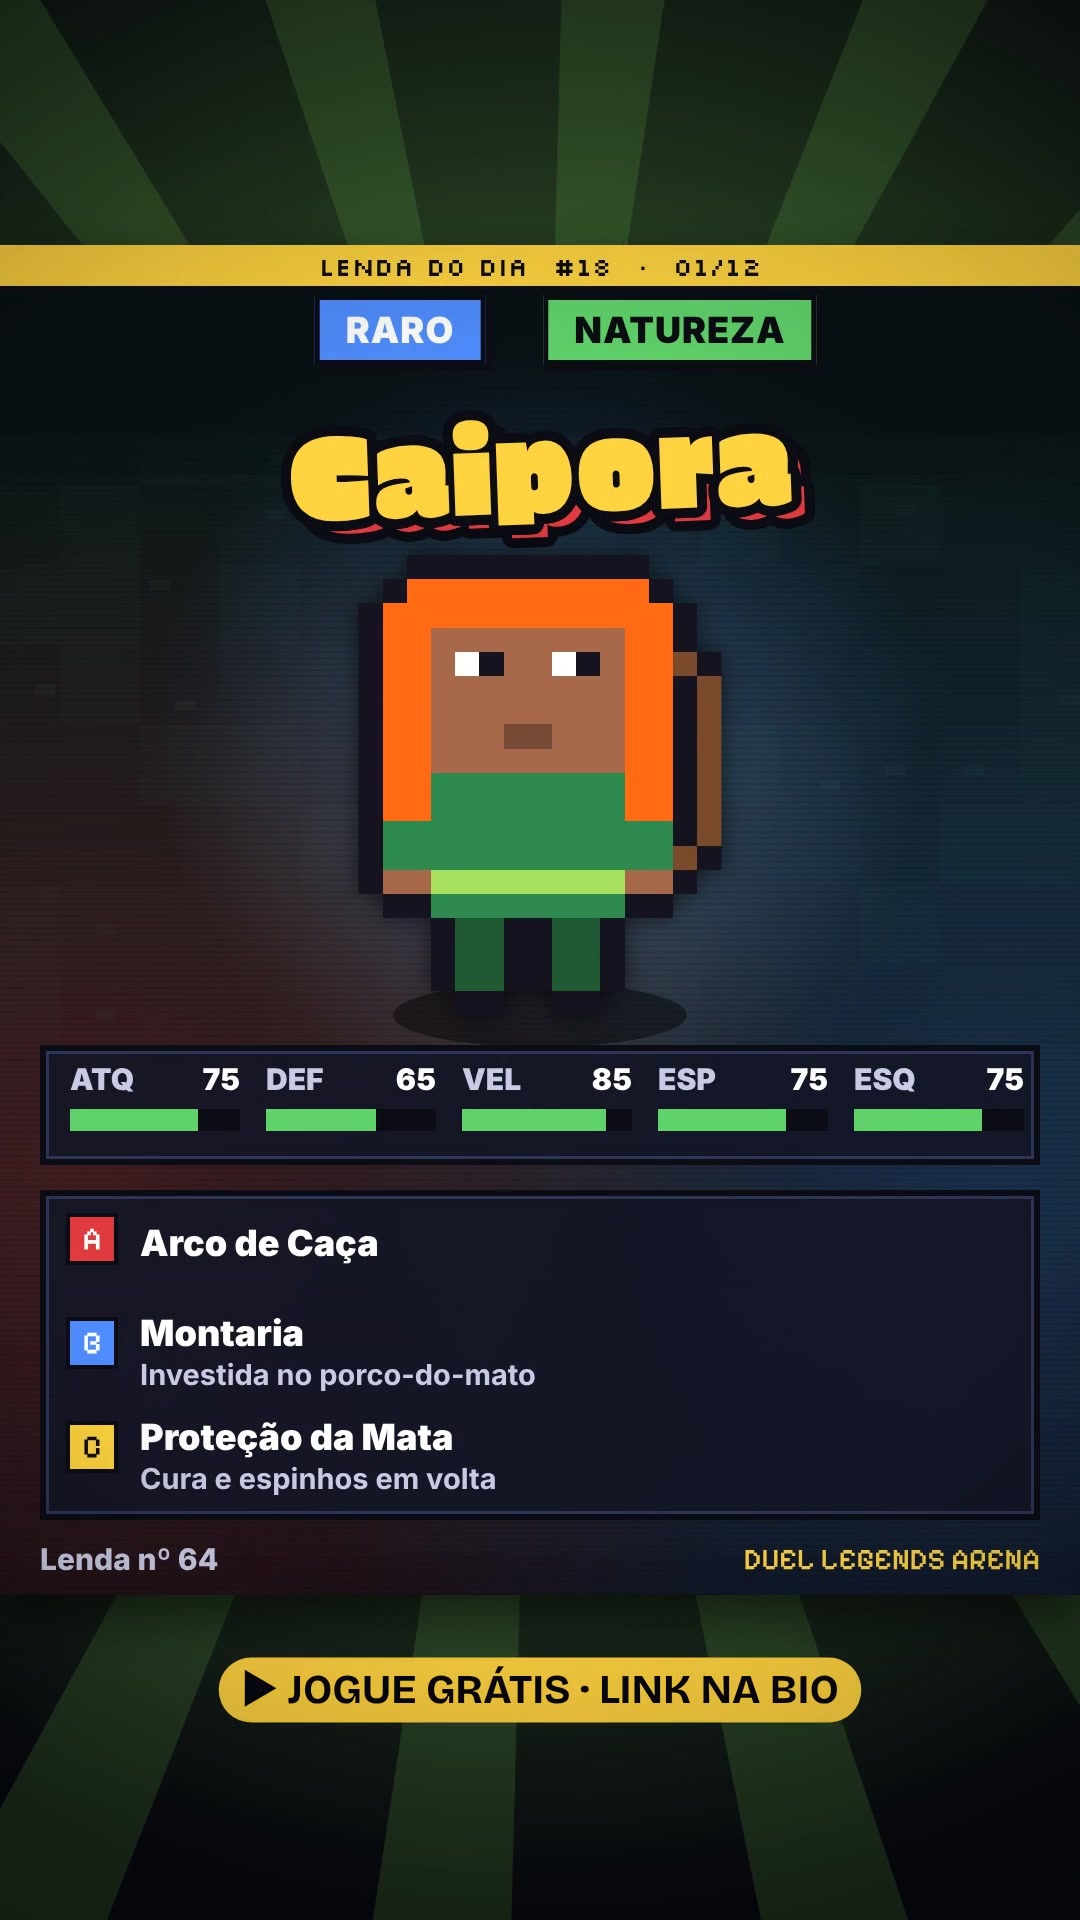 LENDA DO DIA #18 · 01/12
RARO NATUREZA
Caipora
ATQ 75 DEF 65 VEL 85 ESP 75 ESQ 75
A Arco de Caça
B Montaria
Investida no porco-do-mato
C Proteção da Mata
Cura e espinhos em volta
Lenda nº 64 DUEL LEGENDS ARENA
▶ JOGUE GRÁTIS · LINK NA BIO